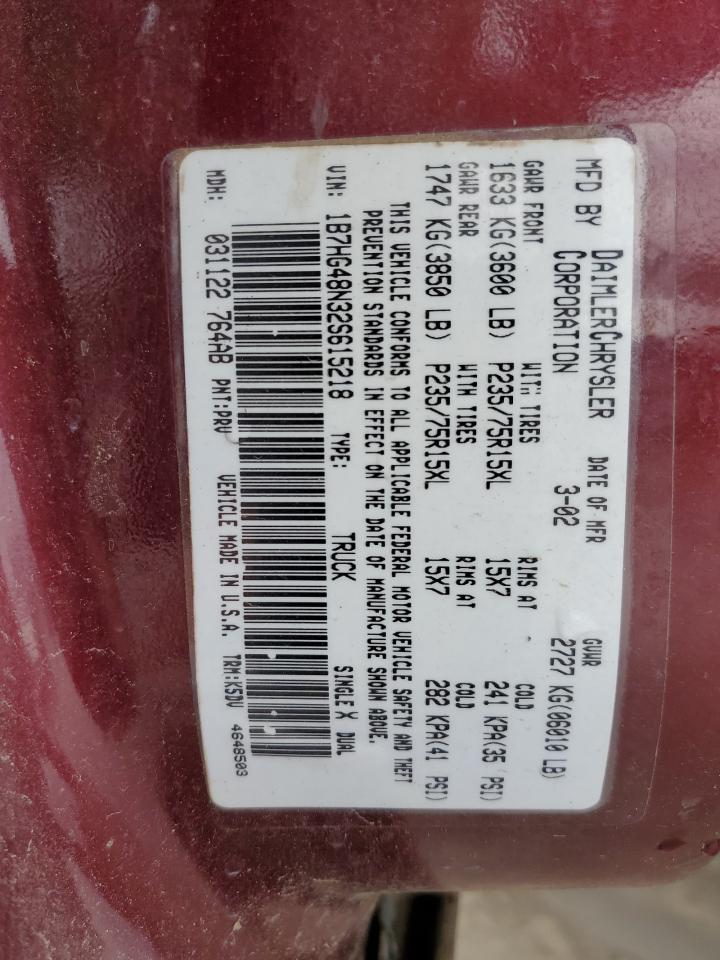 MFD BY DAIMLERCHRYSLER CORPORATION DATE OF MFR 3-02 GVWR 2727 KG(06010 LB)
GAWR FRONT WITH TIRES RIMS AT COLD
1633 KG(3600 LB) P235/75R15XL 15X7 241 KPA(35 PSI)
GAWR REAR WITH TIRES RIMS AT COLD
1747 KG(3850 LB) P235/75R15XL 15X7 282 KPA(41 PSI)
THIS VEHICLE CONFORMS TO ALL APPLICABLE FEDERAL MOTOR VEHICLE SAFETY AND THEFT
PREVENTION STANDARDS IN EFFECT ON THE DATE OF MANUFACTURE SHOWN ABOVE.
VIN: 1B7HG48N32S615218 TYPE: TRUCK SINGLE X DUAL
MDH: 031122 764AB PNT:PRV VEHICLE MADE IN U.S.A. TRM:K5DV 4648503